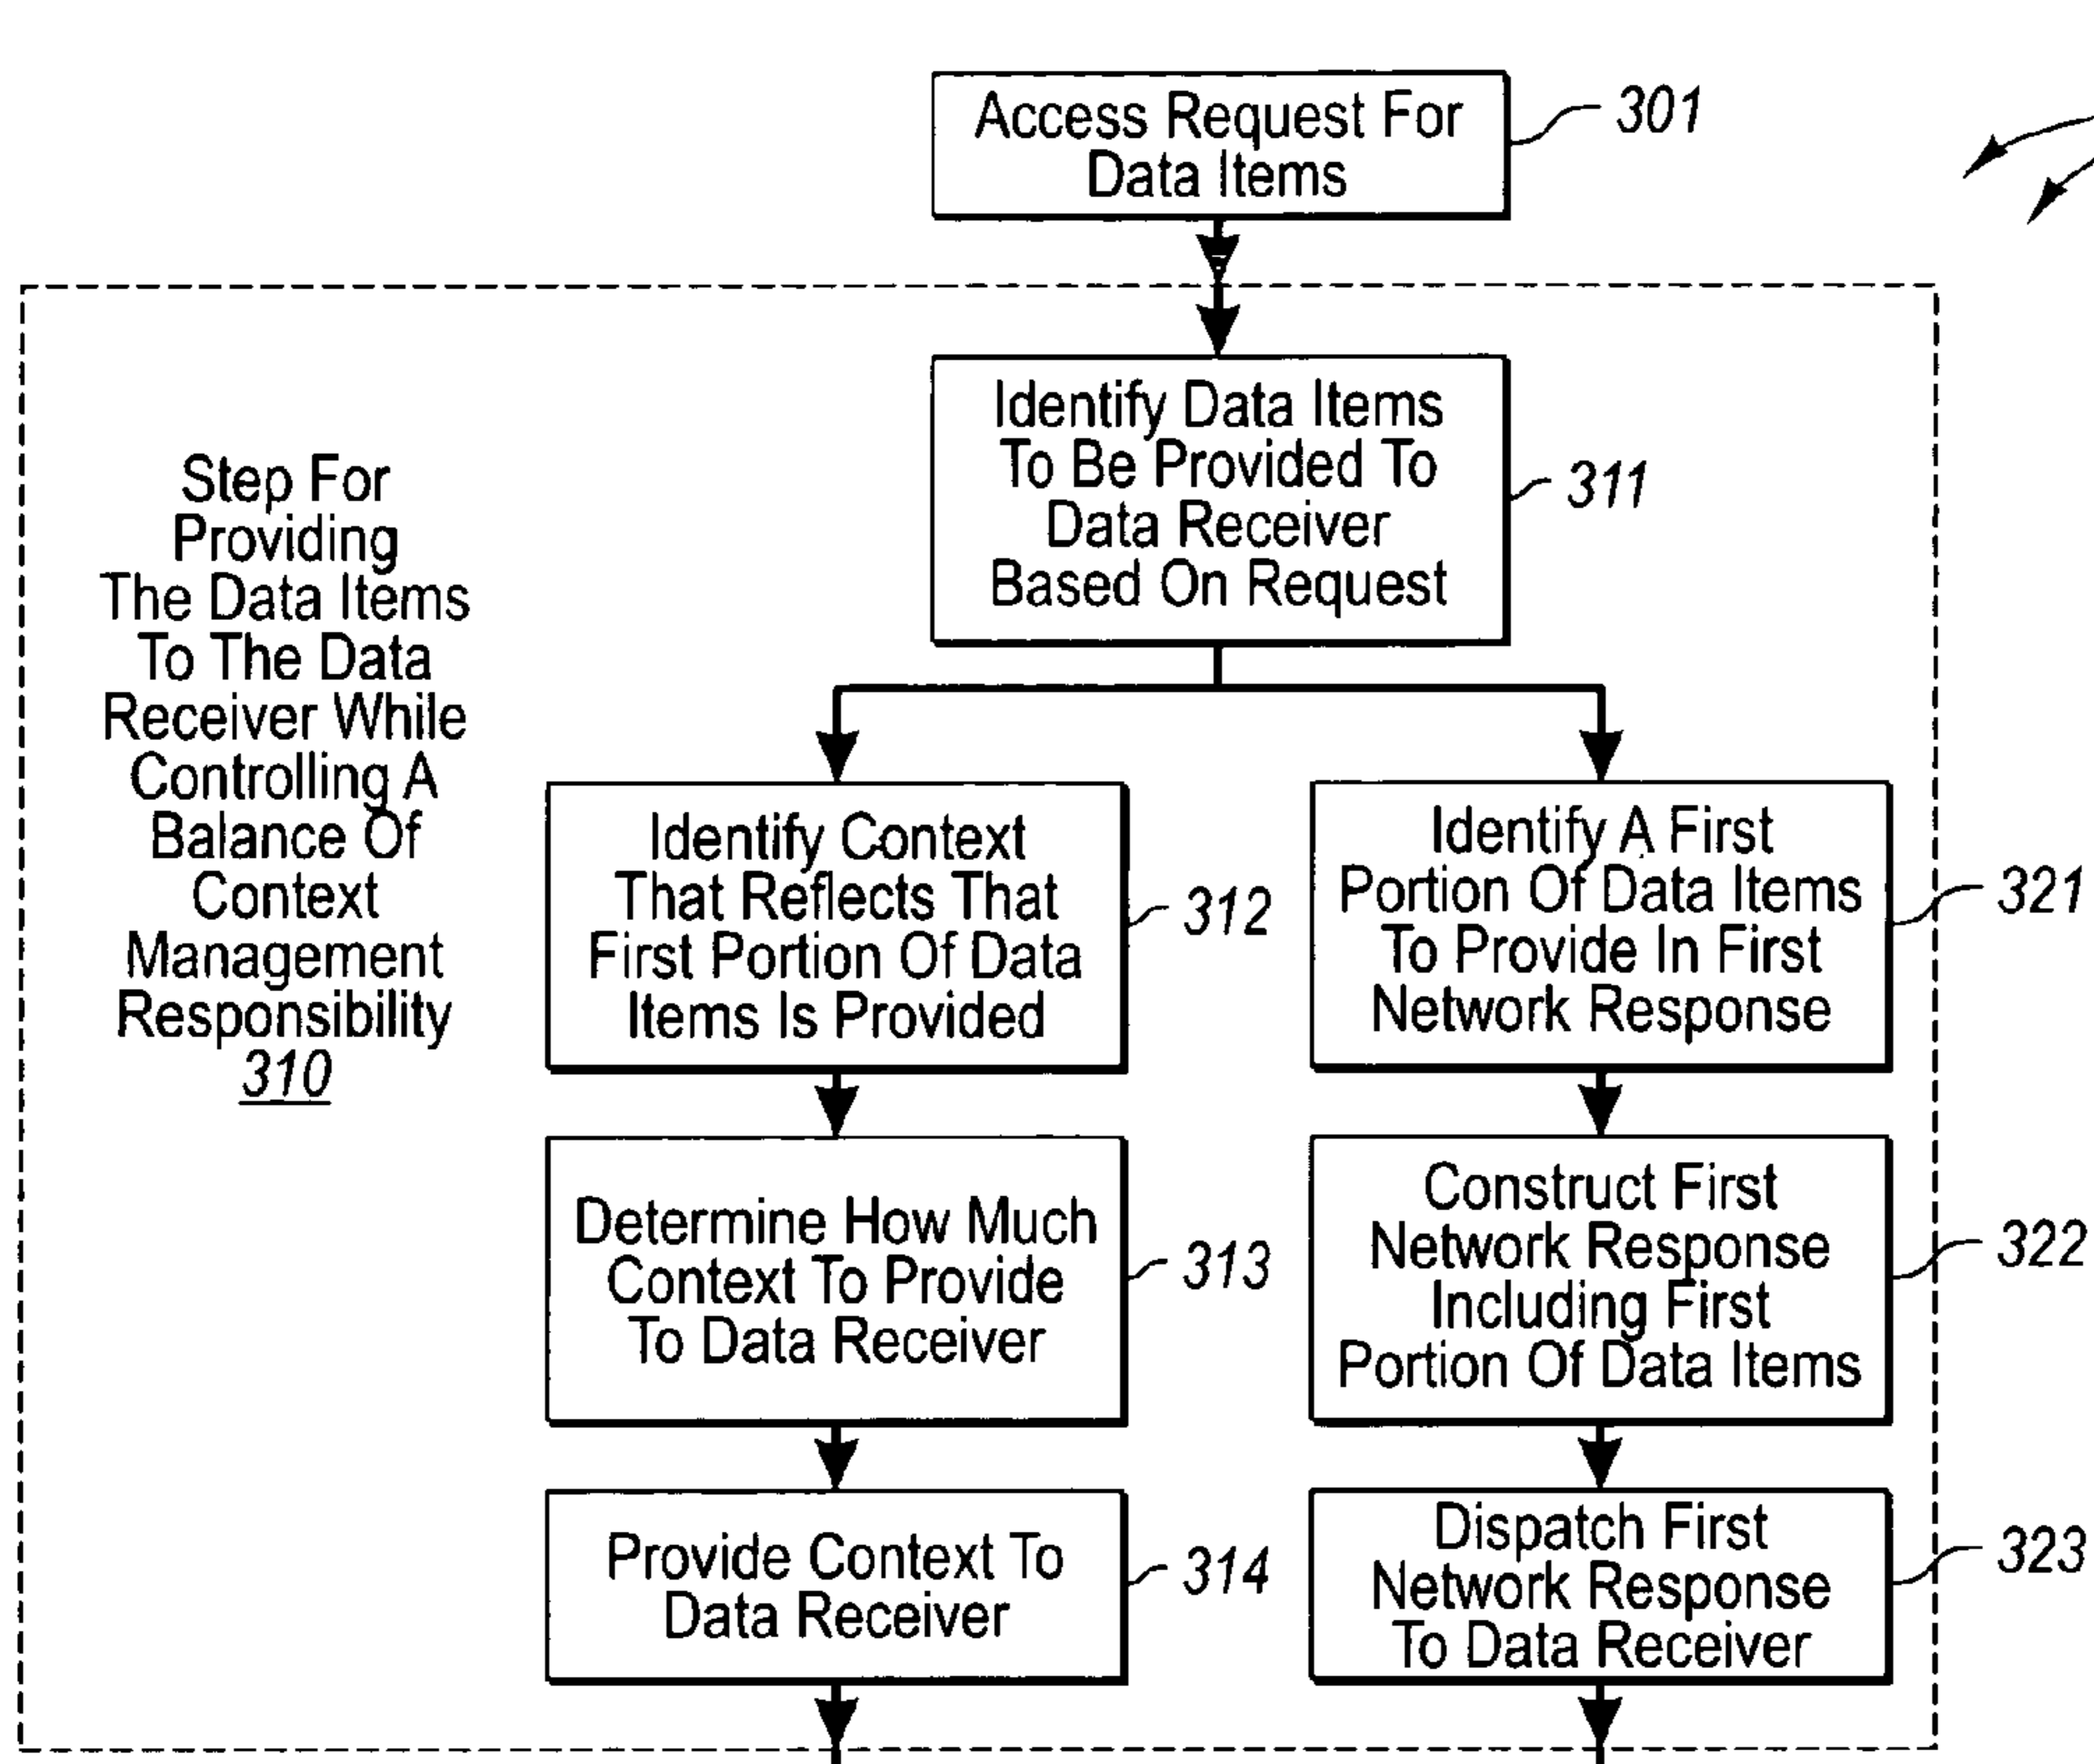 Access Request For
Data Items
301
Identify Data Items
To Be Provided To
Data Receiver
Based On Request
311
Step For
Providing
The Data Items
To The Data
Receiver While
Controlling A
Balance Of
Context
Management
Responsibility
310
Identify Context
That Reflects That
First Portion Of Data
Items Is Provided
312
Identify A First
Portion Of Data Items
To Provide In First
Network Response
321
Determine How Much
Context To Provide
To Data Receiver
313
Construct First
Network Response
Including First
Portion Of Data Items
322
Provide Context To
Data Receiver
314
Dispatch First
Network Response
To Data Receiver
323